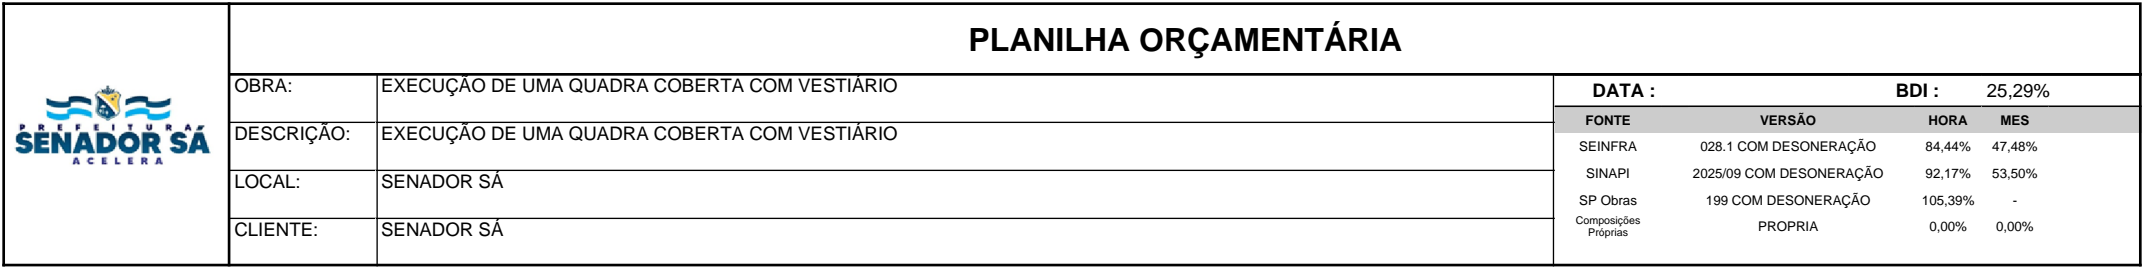 PLANILHA ORÇAMENTÁRIA
PREFEITURA
SENADOR SÁ
ACELERA
OBRA: EXECUÇÃO DE UMA QUADRA COBERTA COM VESTIÁRIO
DESCRIÇÃO: EXECUÇÃO DE UMA QUADRA COBERTA COM VESTIÁRIO
LOCAL: SENADOR SÁ
CLIENTE: SENADOR SÁ
DATA : BDI : 25,29%
FONTE VERSÃO HORA MES
SEINFRA 028.1 COM DESONERAÇÃO 84,44% 47,48%
SINAPI 2025/09 COM DESONERAÇÃO 92,17% 53,50%
SP Obras 199 COM DESONERAÇÃO 105,39% -
Composições
Próprias PROPRIA 0,00% 0,00%